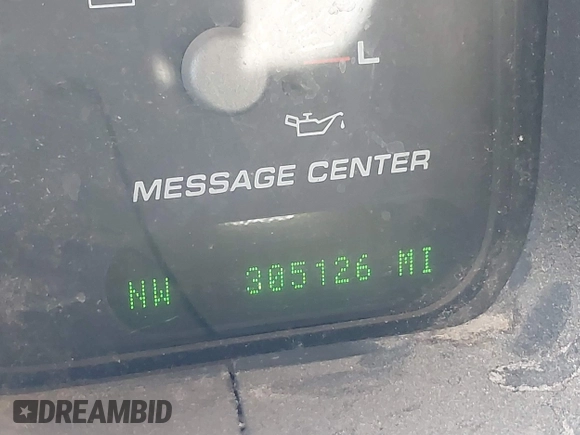 L
MESSAGE CENTER
NW 305126 MI
DREAMBID